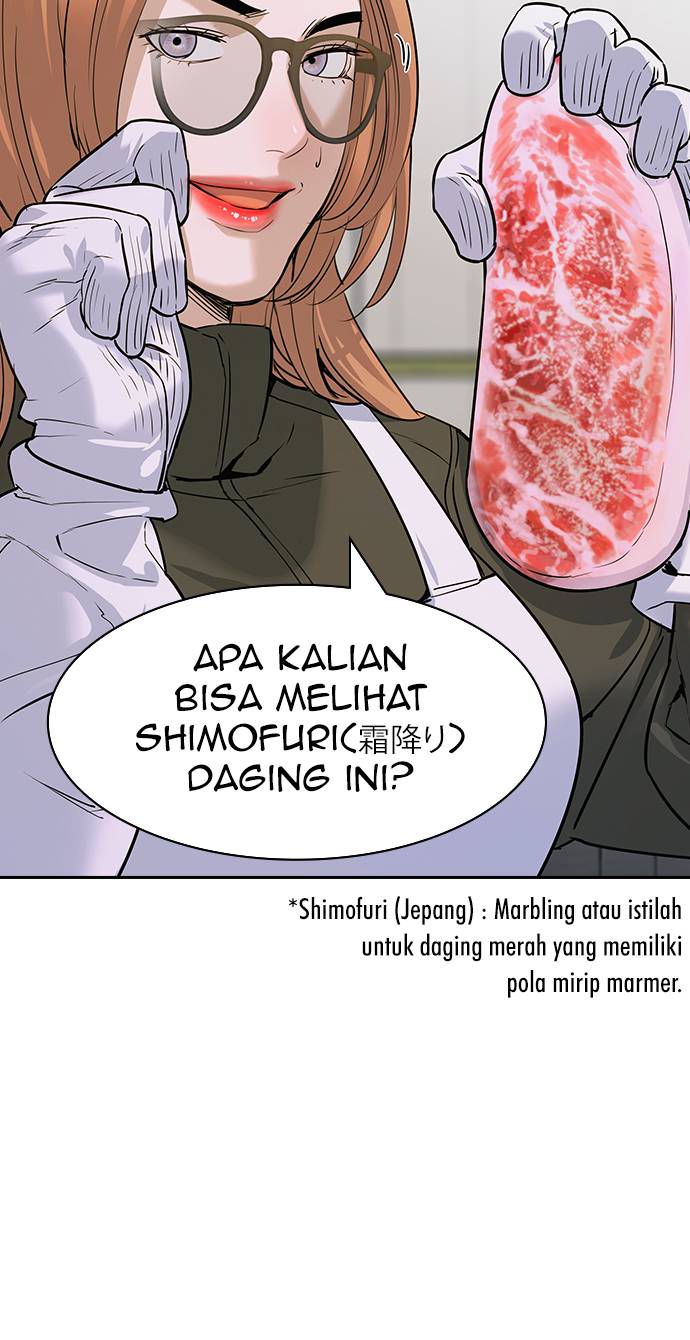 APA KALIAN
BISA MELIHAT
SHIMOFURI(霜降り)
DAGING INI?
*Shimofuri (Jepang) : Marbling atau istilah
untuk daging merah yang memiliki
pola mirip marmer.